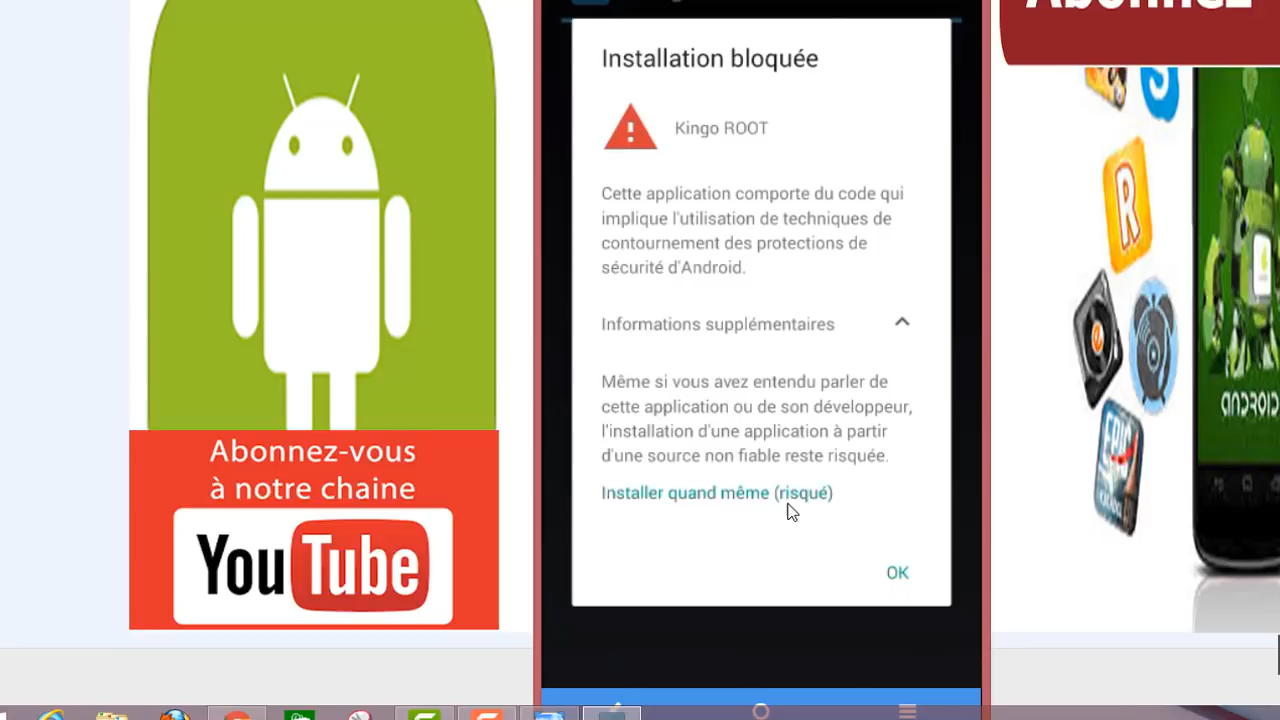 Installation bloquée
Kingo ROOT
Cette application comporte du code qui
implique l'utilisation de techniques de
contournement des protections de
sécurité d'Android.
Informations supplémentaires
Même si vous avez entendu parler de
cette application ou de son développeur,
l'installation d'une application à partir
d'une source non fiable reste risquée.
Installer quand même (risqué)
OK
Abonnez-vous
à notre chaine
YouTube
R
EPIC
ANDROID